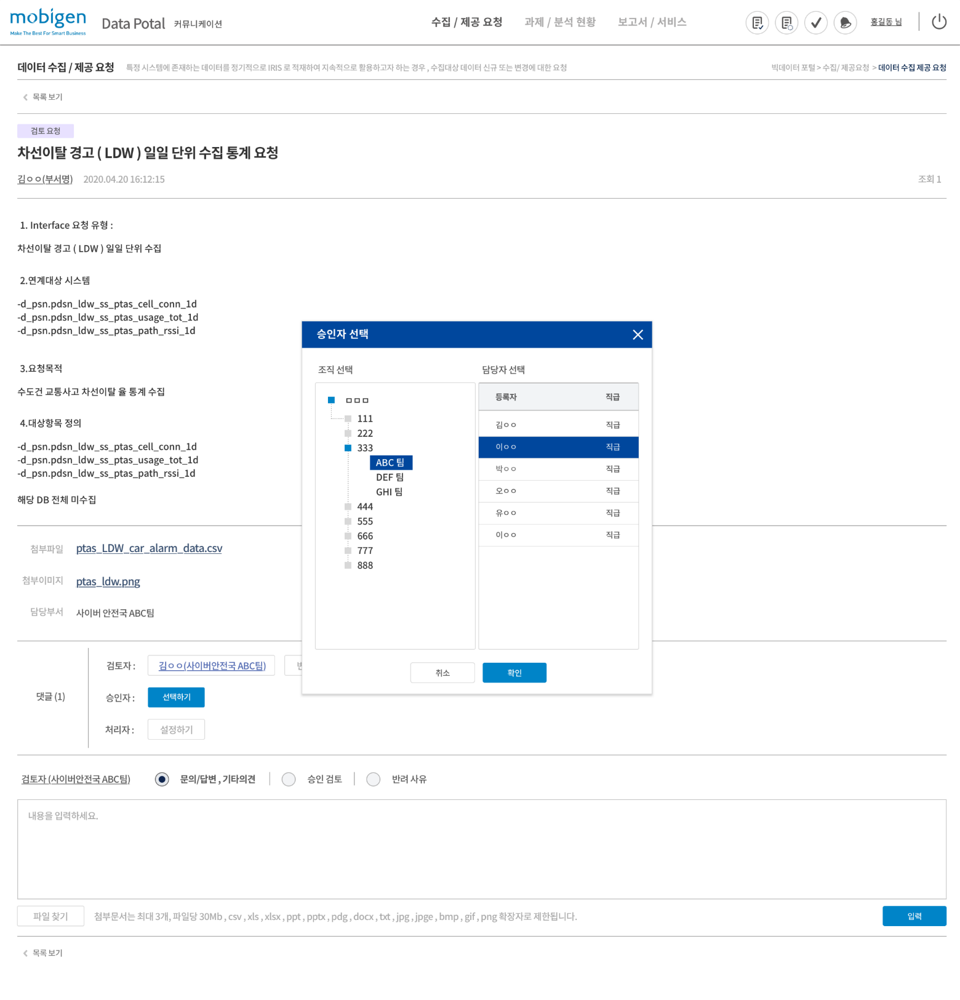 mobigen
Make The Best For Smart Business
Data Potal 커뮤니케이션
수집 / 제공 요청 과제 / 분석 현황 보고서 / 서비스
홍길동 님
데이터 수집 / 제공 요청 특정 시스템에 존재하는 데이터를 정기적으로 IRIS 로 적재하여 지속적으로 활용하고자 하는 경우 , 수집대상 데이터 신규 또는 변경에 대한 요청
빅데이터 포털 > 수집/ 제공요청 > 데이터 수집 제공 요청
목록 보기
검토 요청
차선이탈 경고 ( LDW ) 일일 단위 수집 통계 요청
김ㅇㅇ(부서명) 2020.04.20 16:12:15
조회 1
1. Interface 요청 유형 :
차선이탈 경고 ( LDW ) 일일 단위 수집
2.연계대상 시스템
-d_psn.pdsn_ldw_ss_ptas_cell_conn_1d
-d_psn.pdsn_ldw_ss_ptas_usage_tot_1d
-d_psn.pdsn_ldw_ss_ptas_path_rssi_1d
3.요청목적
수도건 교통사고 차선이탈 율 통계 수집
4.대상항목 정의
-d_psn.pdsn_ldw_ss_ptas_cell_conn_1d
-d_psn.pdsn_ldw_ss_ptas_usage_tot_1d
-d_psn.pdsn_ldw_ss_ptas_path_rssi_1d
해당 DB 전체 미수집
첨부파일 ptas_LDW_car_alarm_data.csv
첨부이미지 ptas_ldw.png
담당부서 사이버 안전국 ABC팀
댓글 (1)
검토자 : 김ㅇㅇ(사이버안전국 ABC팀)
승인자 : 선택하기
처리자 : 설정하기
승인자 선택
조직 선택
ㅁㅁㅁ
111
222
333
ABC 팀
DEF 팀
GHI 팀
444
555
666
777
888
담당자 선택
등록자 직급
김ㅇㅇ 직급
이ㅇㅇ 직급
박ㅇㅇ 직급
오ㅇㅇ 직급
유ㅇㅇ 직급
이ㅇㅇ 직급
취소 확인
검토자 (사이버안전국 ABC팀) 문의/답변 , 기타의견 승인 검토 반려 사유
내용을 입력하세요.
파일 찾기 첨부문서는 최대 3개, 파일당 30Mb , csv , xls , xlsx , ppt , pptx , pdg , docx , txt , jpg , jpge , bmp , gif , png 확장자로 제한됩니다.
입력
목록 보기